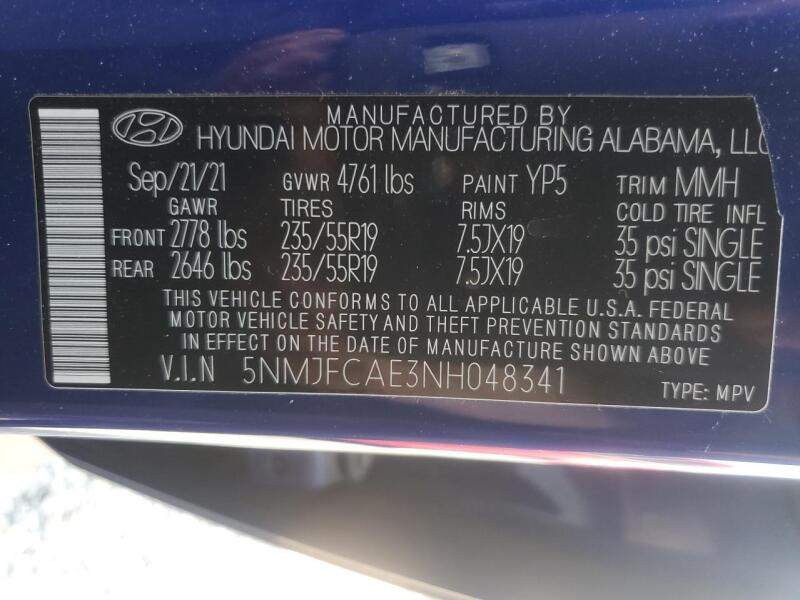 MANUFACTURED BY
HYUNDAI MOTOR MANUFACTURING ALABAMA, LLC
Sep/21/21 GVWR 4761 lbs PAINT YP5 TRIM MMH
GAWR TIRES RIMS COLD TIRE INFL
FRONT 2778 lbs 235/55R19 7.5JX19 35 psi SINGLE
REAR 2646 lbs 235/55R19 7.5JX19 35 psi SINGLE
THIS VEHICLE CONFORMS TO ALL APPLICABLE U.S.A. FEDERAL
MOTOR VEHICLE SAFETY AND THEFT PREVENTION STANDARDS
IN EFFECT ON THE DATE OF MANUFACTURE SHOWN ABOVE
V.I.N 5NMJFCAE3NH048341 TYPE: MPV